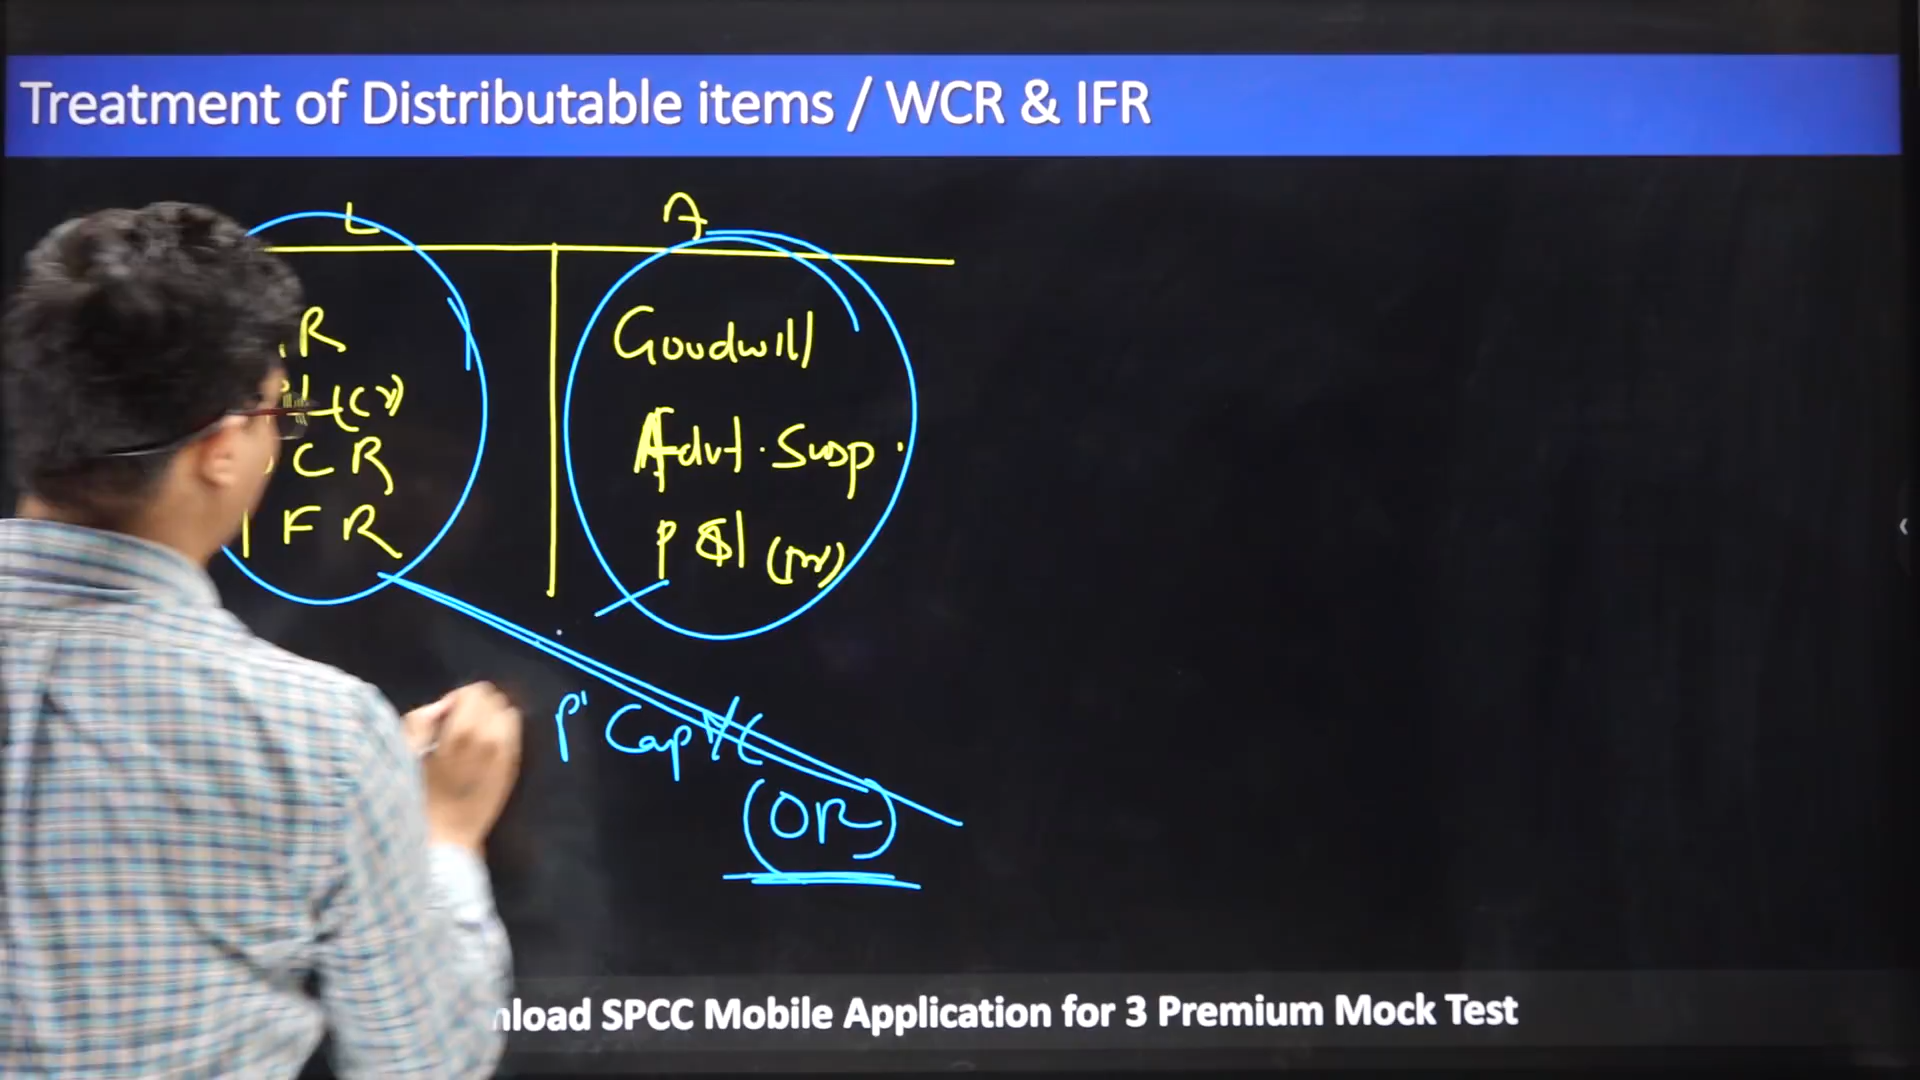 Treatment of Distributable items / WCR & IFR
L
A
R
(Cr)
CR
IFR
Goodwill
Advt. Susp.
P&l (Dr)
P' Cap A/C
(OR)
nload SPCC Mobile Application for 3 Premium Mock Test